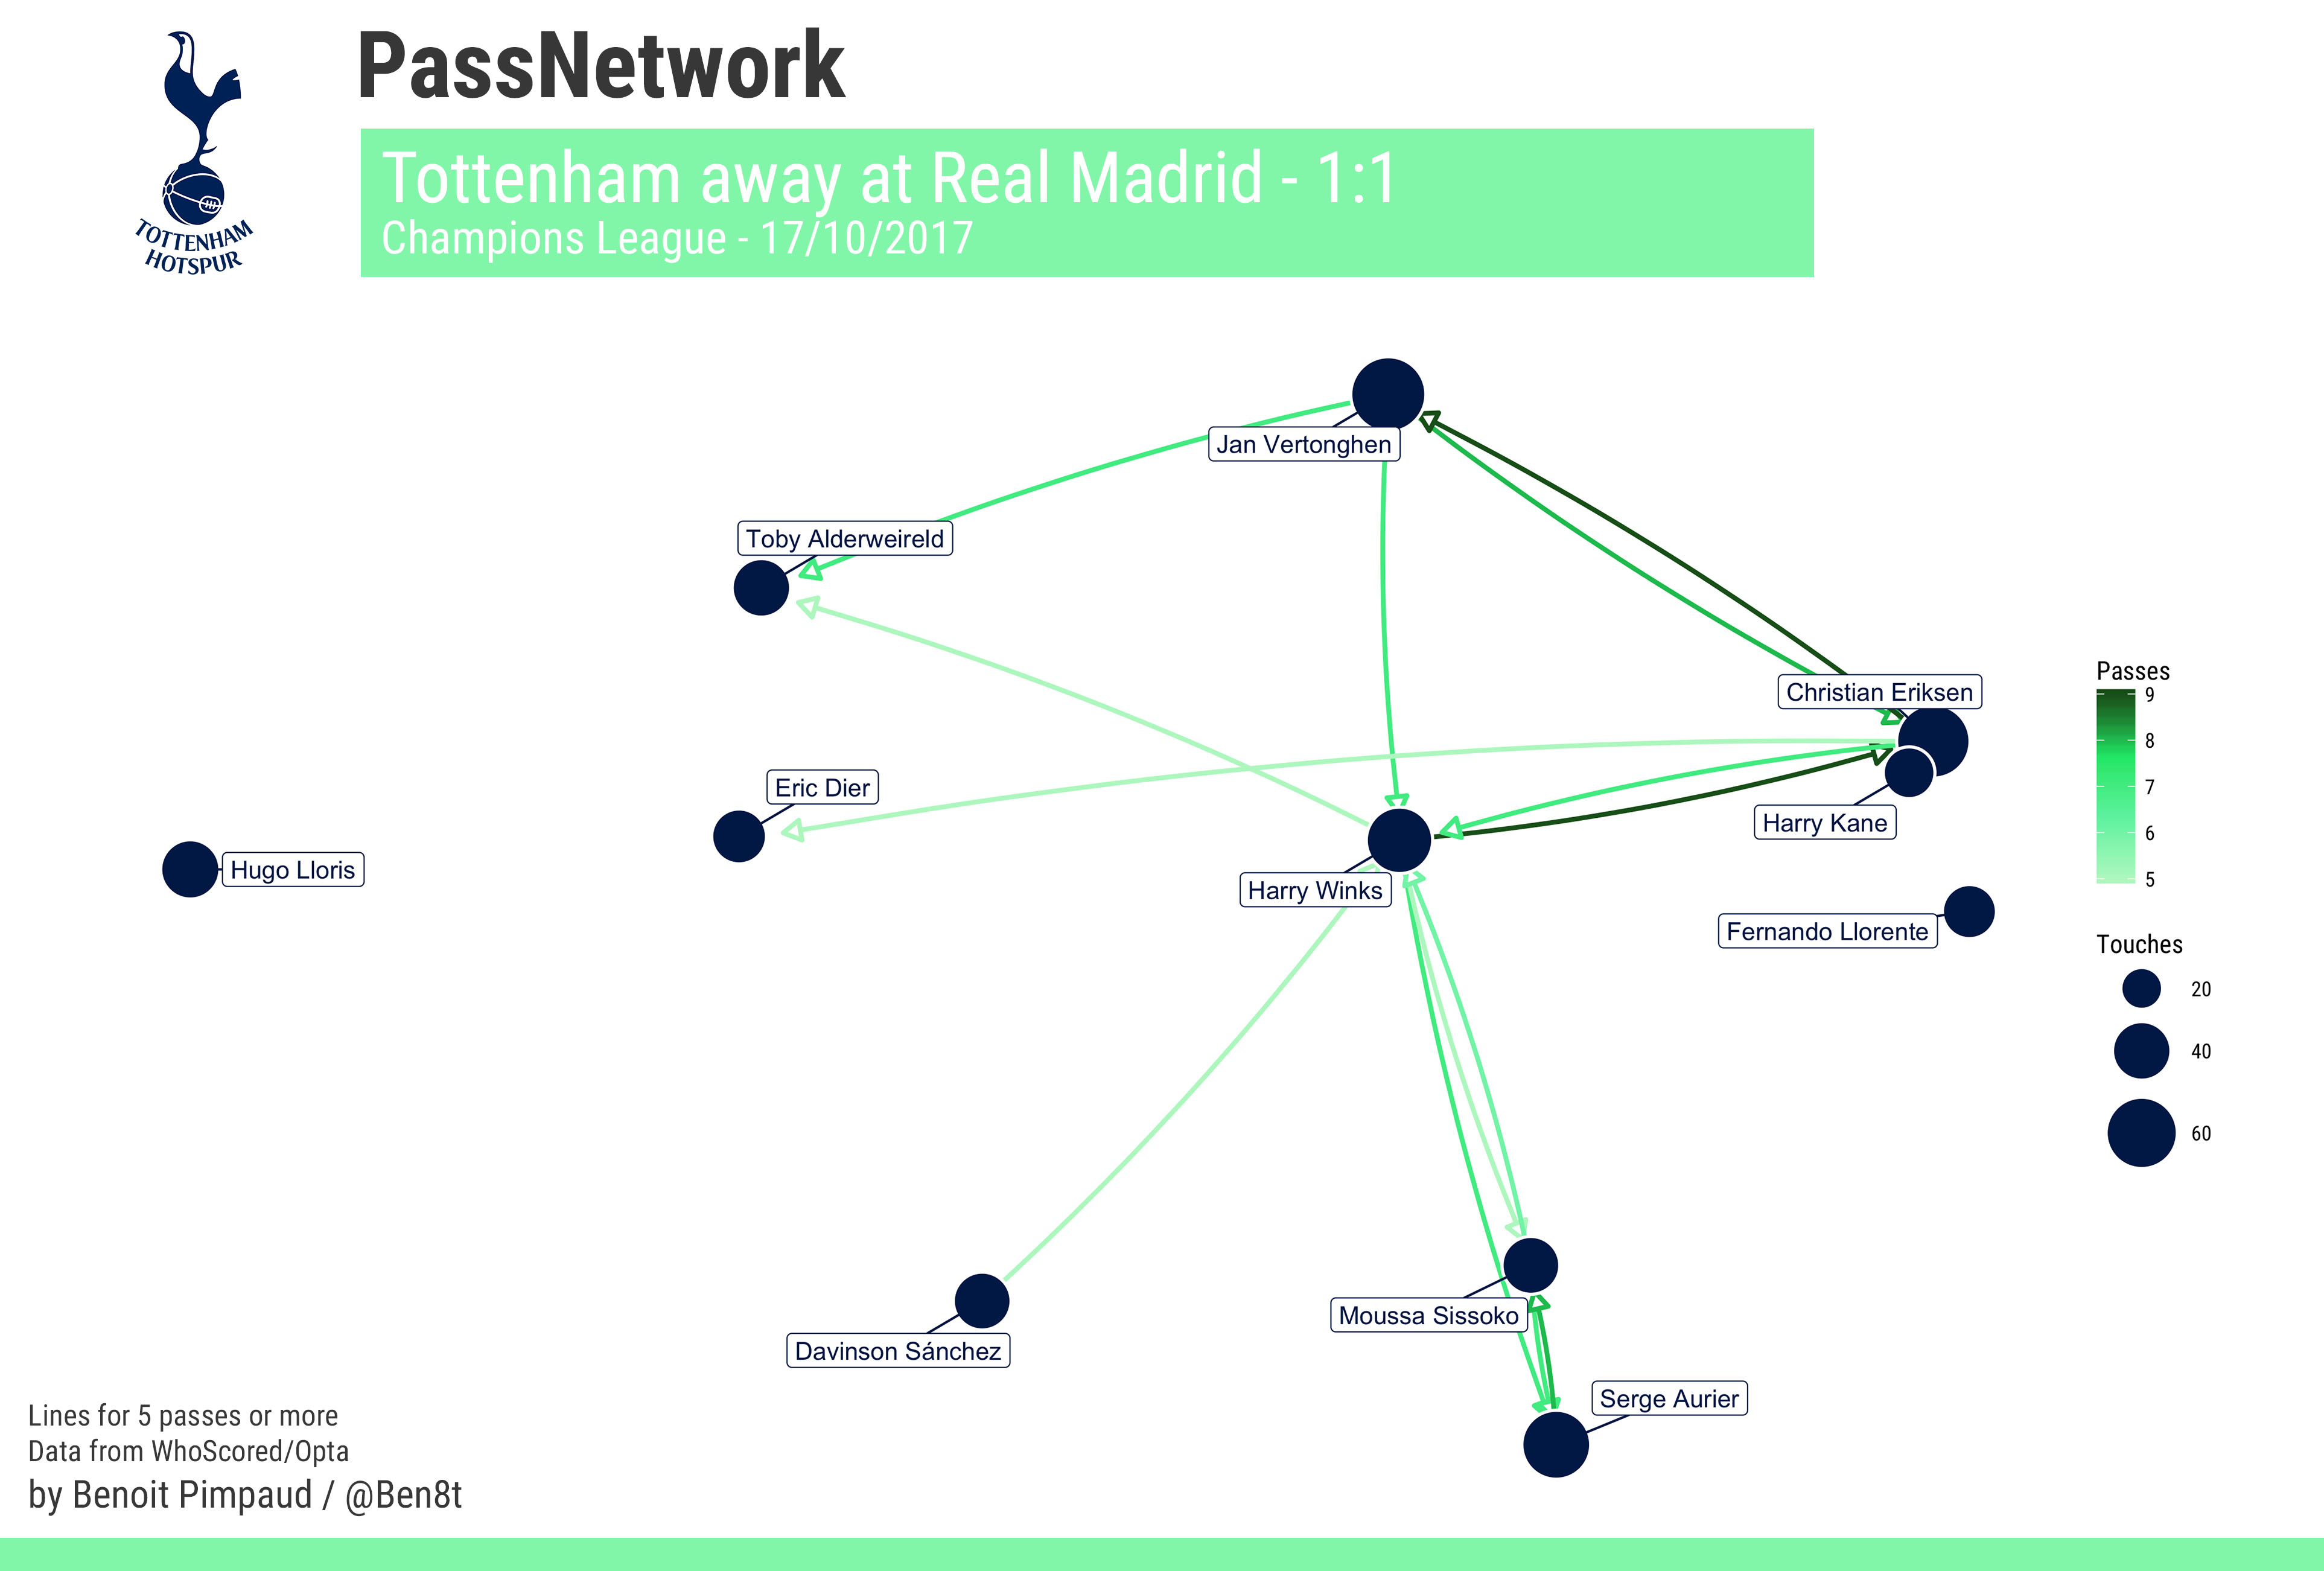 PassNetwork
Tottenham away at Real Madrid - 1:1
Champions League - 17/10/2017
TOTTENHAM
HOTSPUR
Jan Vertonghen
Toby Alderweireld
Christian Eriksen
Eric Dier
Harry Kane
Hugo Lloris
Harry Winks
Fernando Llorente
Moussa Sissoko
Davinson Sánchez
Serge Aurier
Passes
9
8
7
6
5
Touches
20
40
60
Lines for 5 passes or more
Data from WhoScored/Opta
by Benoit Pimpaud / @Ben8t